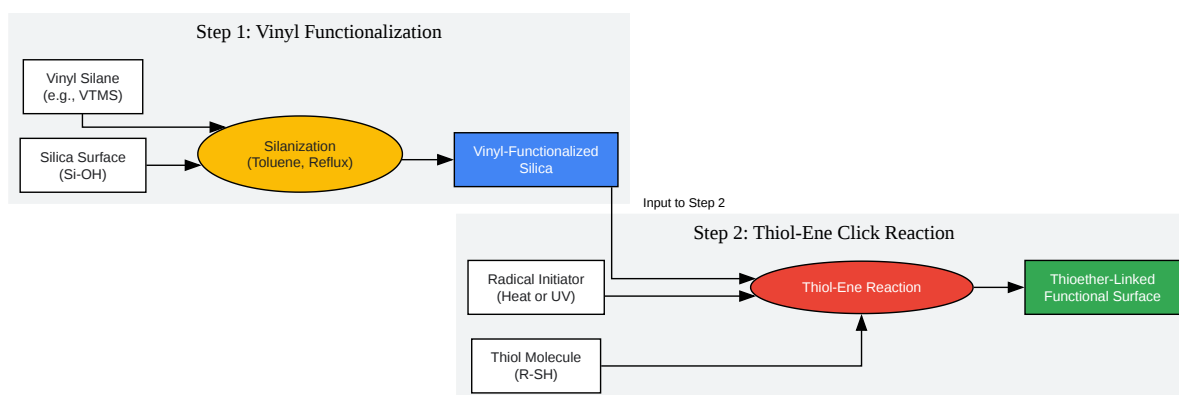 Step 1: Vinyl Functionalization
Vinyl Silane
(e.g., VTMS)
Silica Surface
(Si-OH)
Silanization
(Toluene, Reflux)
Vinyl-Functionalized
Silica
Input to Step 2
Step 2: Thiol-Ene Click Reaction
Radical Initiator
(Heat or UV)
Thiol Molecule
(R-SH)
Thiol-Ene Reaction
Thioether-Linked
Functional Surface